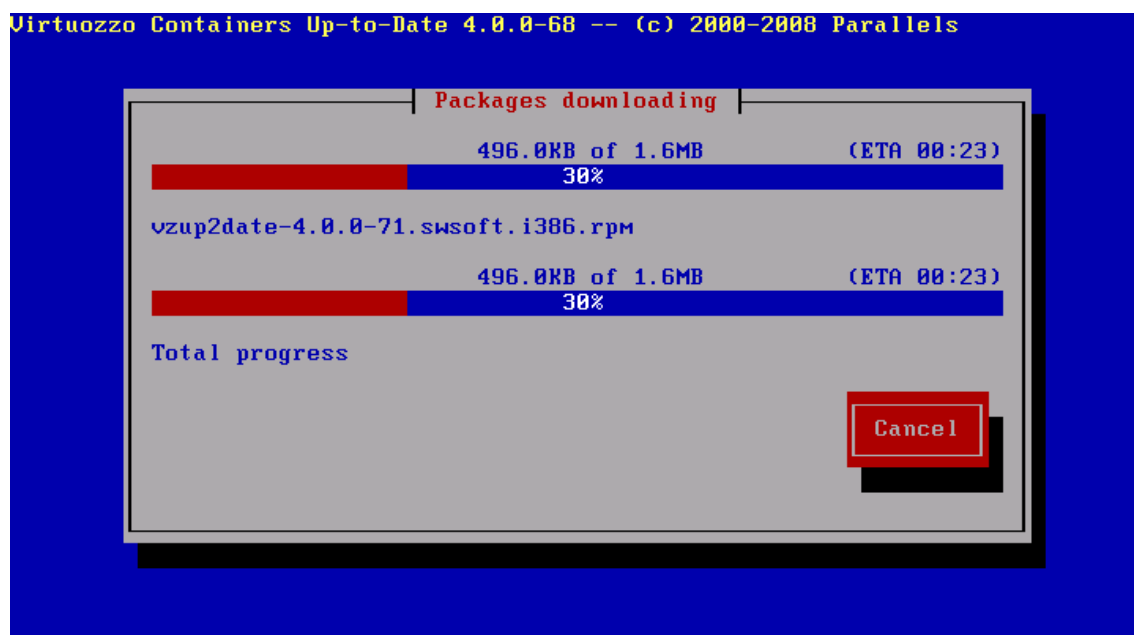 Virtuozzo Containers Up-to-Date 4.0.0-68 -- (c) 2000-2008 Parallels
Packages downloading
496.0KB of 1.6MB (ETA 00:23)
30%
vzup2date-4.0.0-71.swsoft.i386.rpm
496.0KB of 1.6MB (ETA 00:23)
30%
Total progress
Cancel